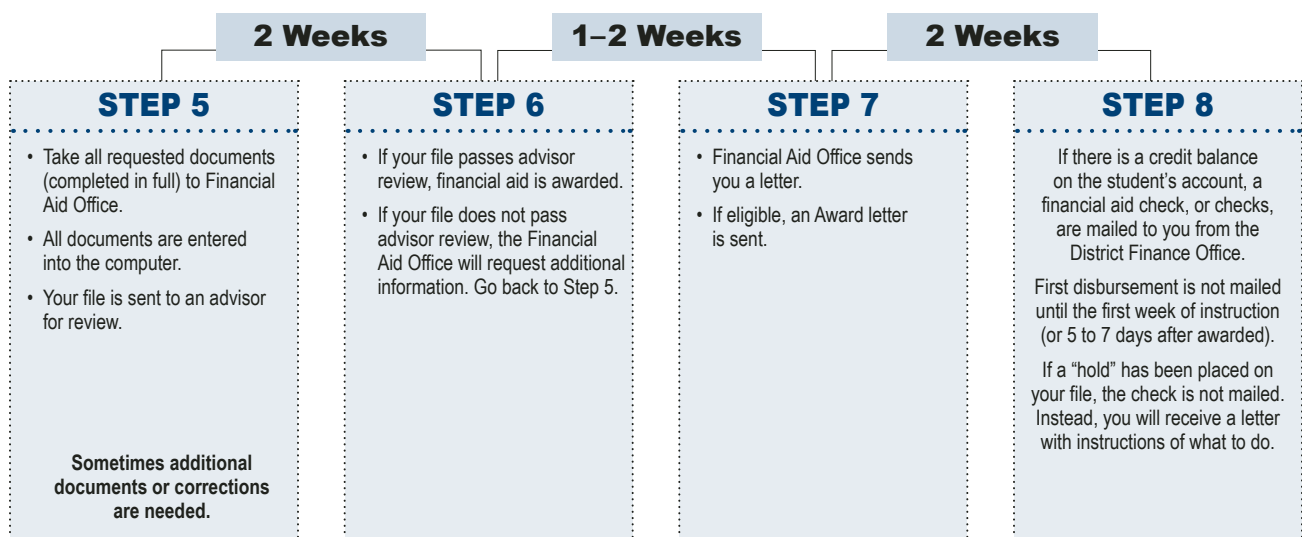 2 Weeks
1–2 Weeks
2 Weeks
STEP 5
• Take all requested documents
(completed in full) to Financial
Aid Office.
• All documents are entered
into the computer.
• Your file is sent to an advisor
for review.
Sometimes additional
documents or corrections
are needed.
STEP 6
• If your file passes advisor
review, financial aid is awarded.
• If your file does not pass
advisor review, the Financial
Aid Office will request additional
information. Go back to Step 5.
STEP 7
• Financial Aid Office sends
you a letter.
• If eligible, an Award letter
is sent.
STEP 8
If there is a credit balance
on the student’s account, a
financial aid check, or checks,
are mailed to you from the
District Finance Office.
First disbursement is not mailed
until the first week of instruction
(or 5 to 7 days after awarded).
If a “hold” has been placed on
your file, the check is not mailed.
Instead, you will receive a letter
with instructions of what to do.